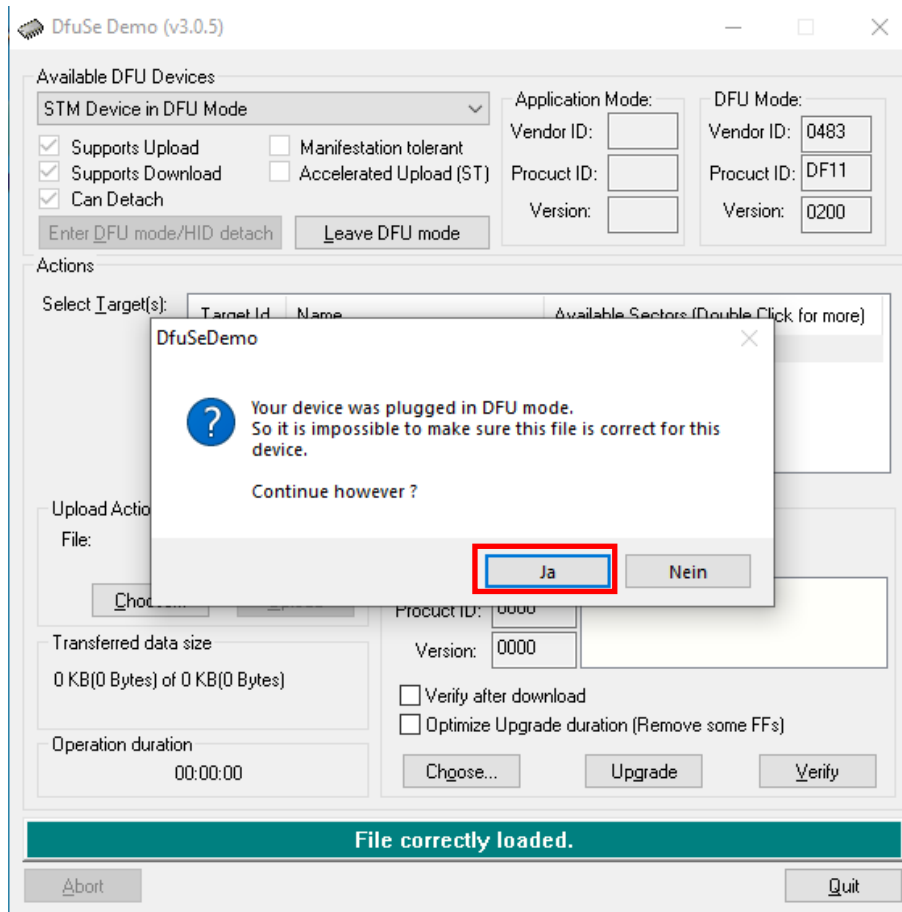 DfuSe Demo (v3.0.5)
Available DFU Devices
STM Device in DFU Mode
Supports Upload
Manifestation tolerant
Supports Download
Accelerated Upload (ST)
Can Detach
Enter DFU mode/HID detach
Leave DFU mode
Application Mode:
Vendor ID:
Procuct ID:
Version:
DFU Mode:
Vendor ID: 0483
Procuct ID: DF11
Version: 0200
Actions
Select Target(s):
Target Id Name Available Sectors (Double Click for more)
DfuSeDemo
Your device was plugged in DFU mode.
So it is impossible to make sure this file is correct for this
device.
Continue however ?
Ja
Nein
Upload Actio
File:
Choose...
Procuct ID: 0000
Version: 0000
Transferred data size
0 KB(0 Bytes) of 0 KB(0 Bytes)
Verify after download
Optimize Upgrade duration (Remove some FFs)
Operation duration
00:00:00
Choose...
Upgrade
Verify
File correctly loaded.
Abort
Quit